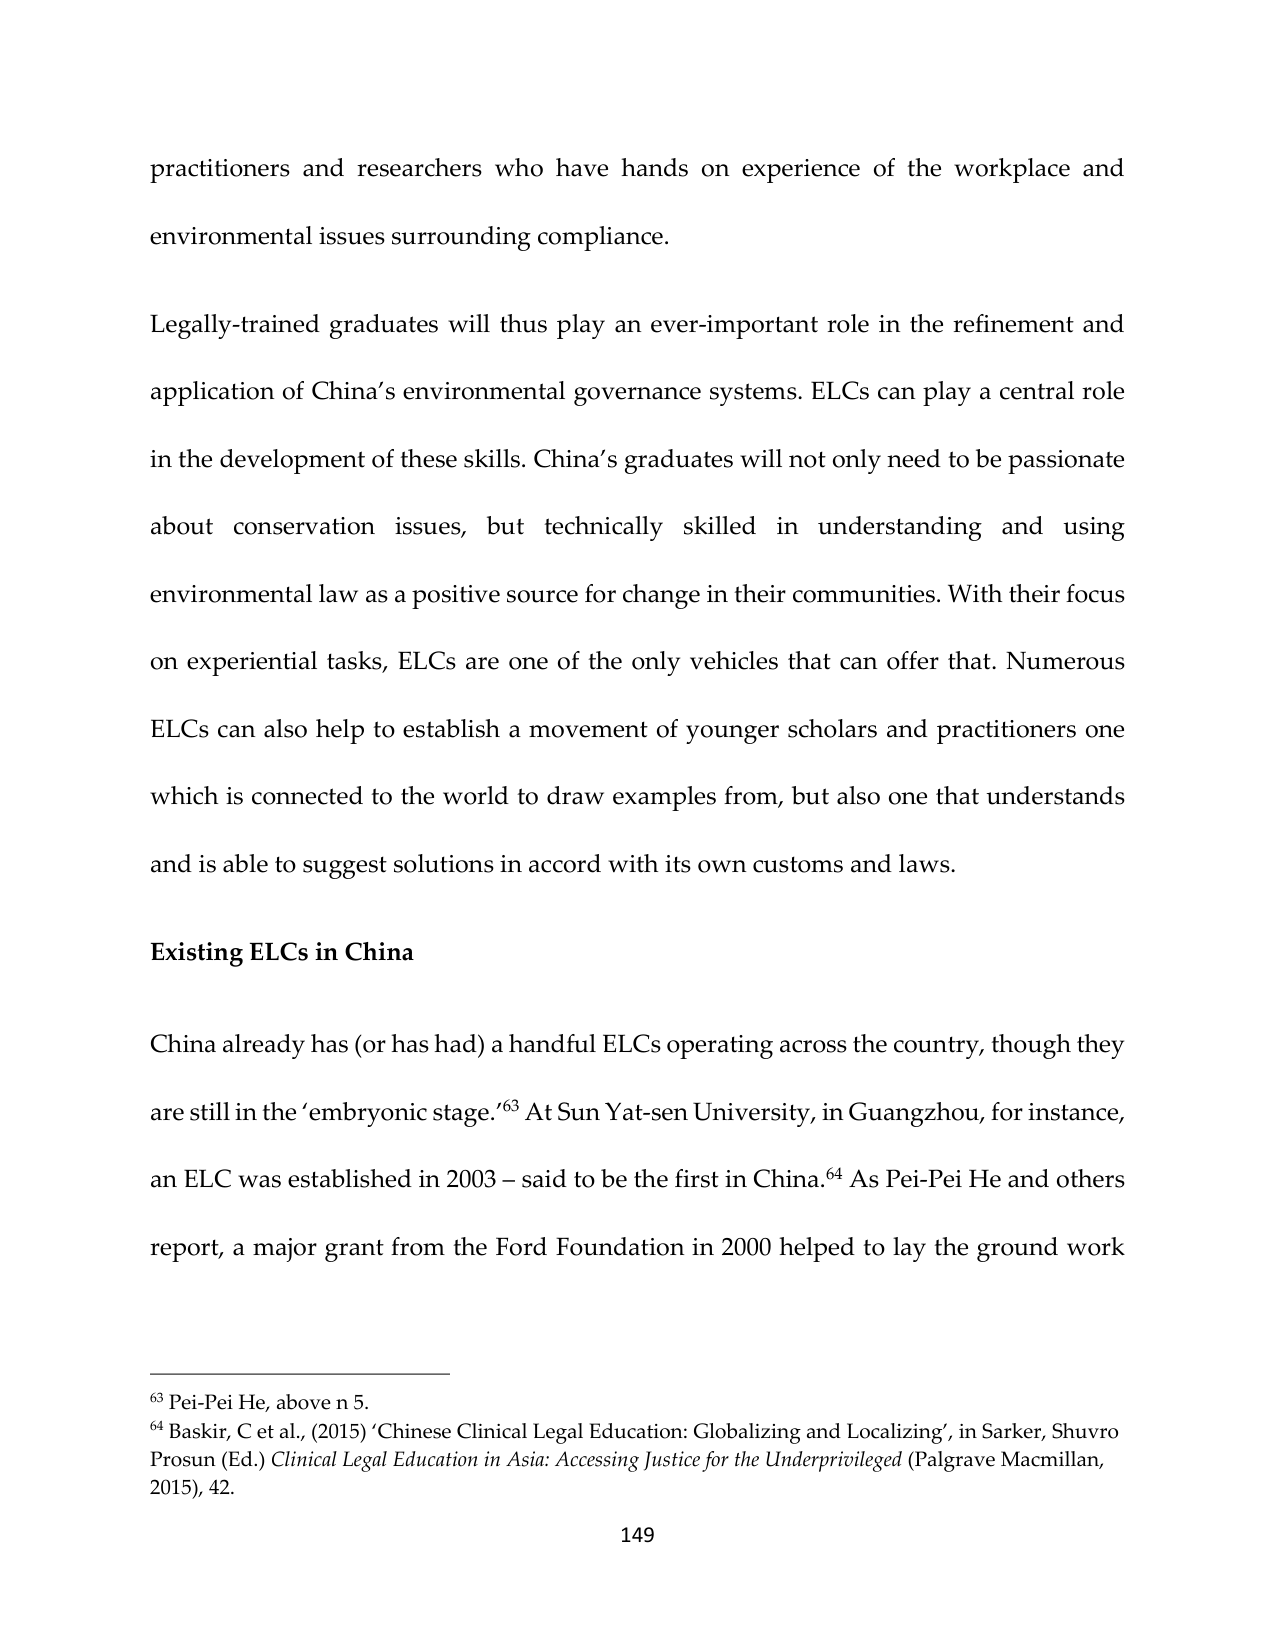 practitioners and researchers who have hands on experience of the workplace and
environmental issues surrounding compliance.
Legally-trained graduates will thus play an ever-important role in the refinement and
application of China’s environmental governance systems. ELCs can play a central role
in the development of these skills. China’s graduates will not only need to be passionate
about conservation issues, but technically skilled in understanding and using
environmental law as a positive source for change in their communities. With their focus
on experiential tasks, ELCs are one of the only vehicles that can offer that. Numerous
ELCs can also help to establish a movement of younger scholars and practitioners one
which is connected to the world to draw examples from, but also one that understands
and is able to suggest solutions in accord with its own customs and laws.
Existing ELCs in China
China already has (or has had) a handful ELCs operating across the country, though they
are still in the ‘embryonic stage.’63 At Sun Yat-sen University, in Guangzhou, for instance,
an ELC was established in 2003 – said to be the first in China.64 As Pei-Pei He and others
report, a major grant from the Ford Foundation in 2000 helped to lay the ground work
63 Pei-Pei He, above n 5.
64 Baskir, C et al., (2015) ‘Chinese Clinical Legal Education: Globalizing and Localizing’, in Sarker, Shuvro
Prosun (Ed.) Clinical Legal Education in Asia: Accessing Justice for the Underprivileged (Palgrave Macmillan,
2015), 42.
149